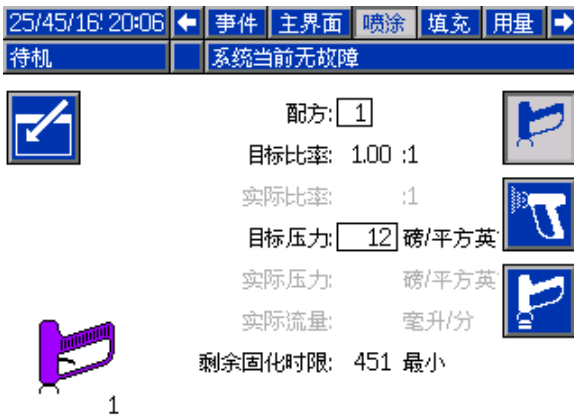 25/45/16 20:06 事件 主界面 喷涂 填充 用量
待机 系统当前无故障
配方: 1
目标比率: 1.00 :1
实际比率: :1
目标压力: 12 磅/平方英
实际压力: 磅/平方英
实际流量: 毫升/分
剩余固化时限: 451 最小
1